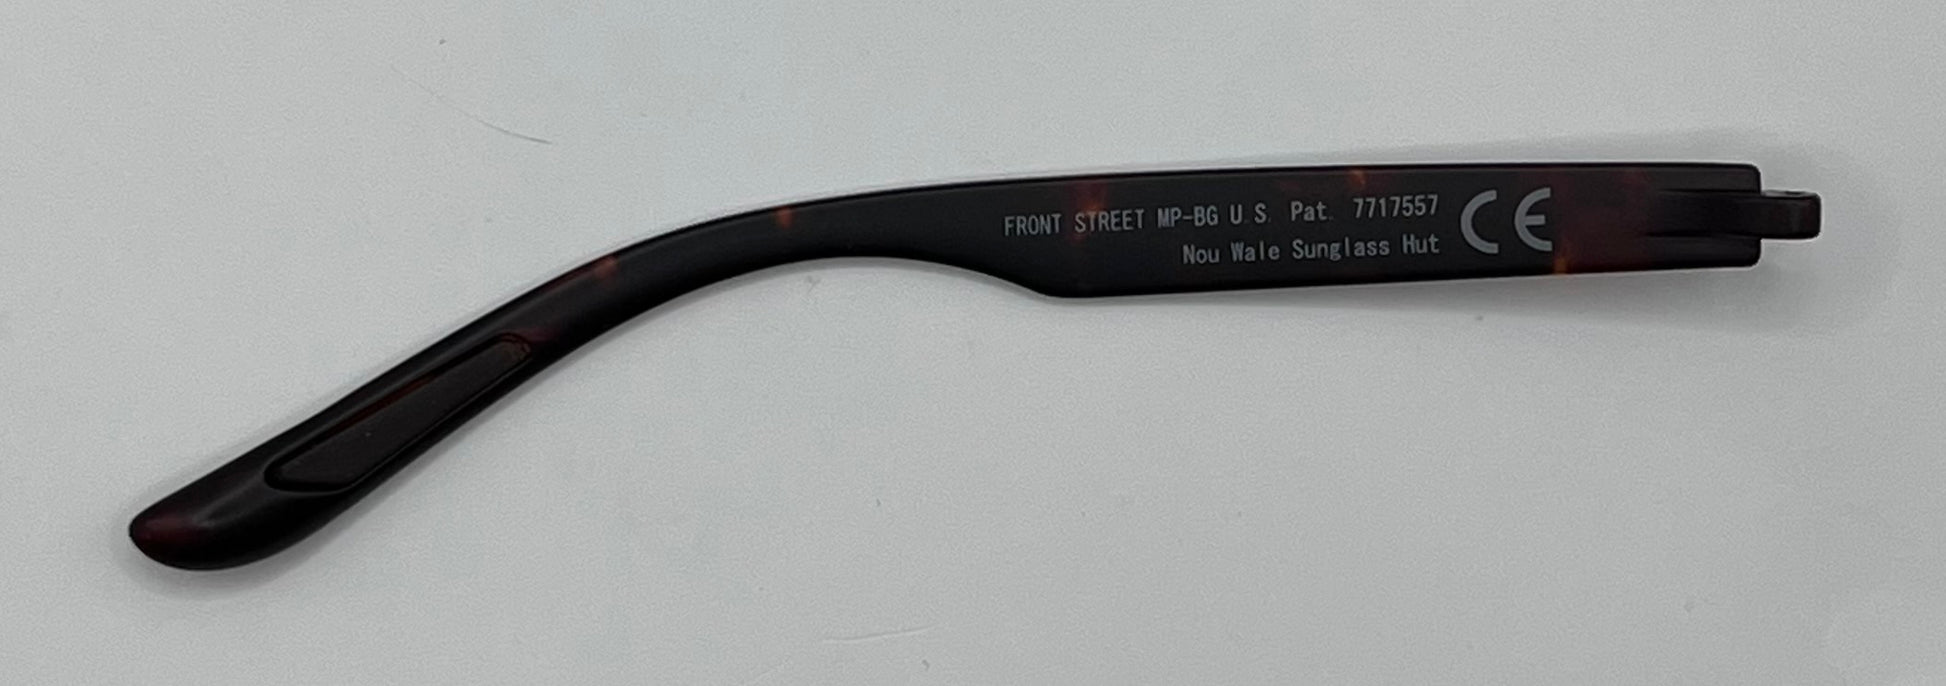 FRONT STREET MP-BG U.S. Pat. 7717557
Nou Wale Sunglass Hut
CE